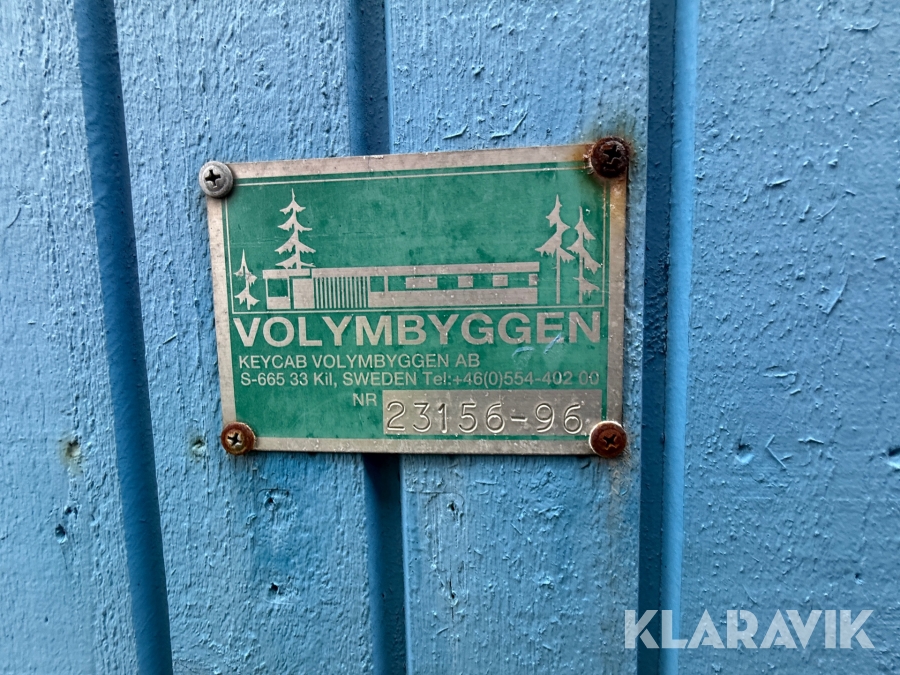 VOLYMBYGGEN
KEYCAB VOLYMBYGGEN AB
S-665 33 Kil, SWEDEN Tel:+46(0)554-402 00
NR 23156-96
KLARAVIK